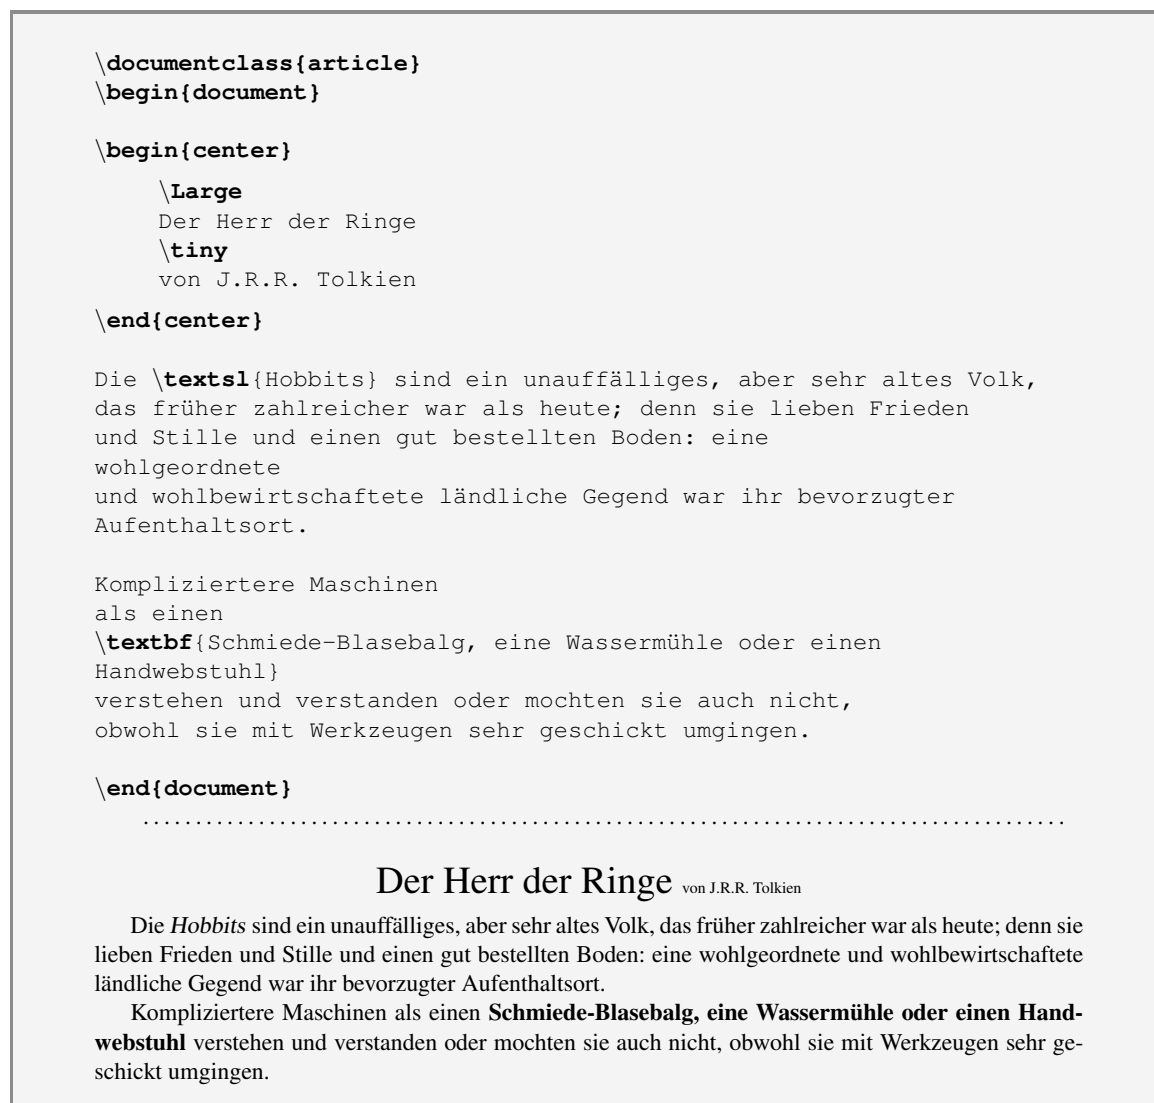 \documentclass{article}
\begin{document}
\begin{center}
\Large
Der Herr der Ringe
\tiny
von J.R.R. Tolkien
\end{center}
Die \textsl{Hobbits} sind ein unauffälliges, aber sehr altes Volk,
das früher zahlreicher war als heute; denn sie lieben Frieden
und Stille und einen gut bestellten Boden: eine
wohlgeordnete
und wohlbewirtschaftete ländliche Gegend war ihr bevorzugter
Aufenthaltsort.
Kompliziertere Maschinen
als einen
\textbf{Schmiede-Blasebalg, eine Wassermühle oder einen
Handwebstuhl}
verstehen und verstanden oder mochten sie auch nicht,
obwohl sie mit Werkzeugen sehr geschickt umgingen.
\end{document}
Der Herr der Ringe von J.R.R. Tolkien
Die Hobbits sind ein unauffälliges, aber sehr altes Volk, das früher zahlreicher war als heute; denn sie
lieben Frieden und Stille und einen gut bestellten Boden: eine wohlgeordnete und wohlbewirtschaftete
ländliche Gegend war ihr bevorzugter Aufenthaltsort.
Kompliziertere Maschinen als einen Schmiede-Blasebalg, eine Wassermühle oder einen Hand-
webstuhl verstehen und verstanden oder mochten sie auch nicht, obwohl sie mit Werkzeugen sehr ge-
schickt umgingen.